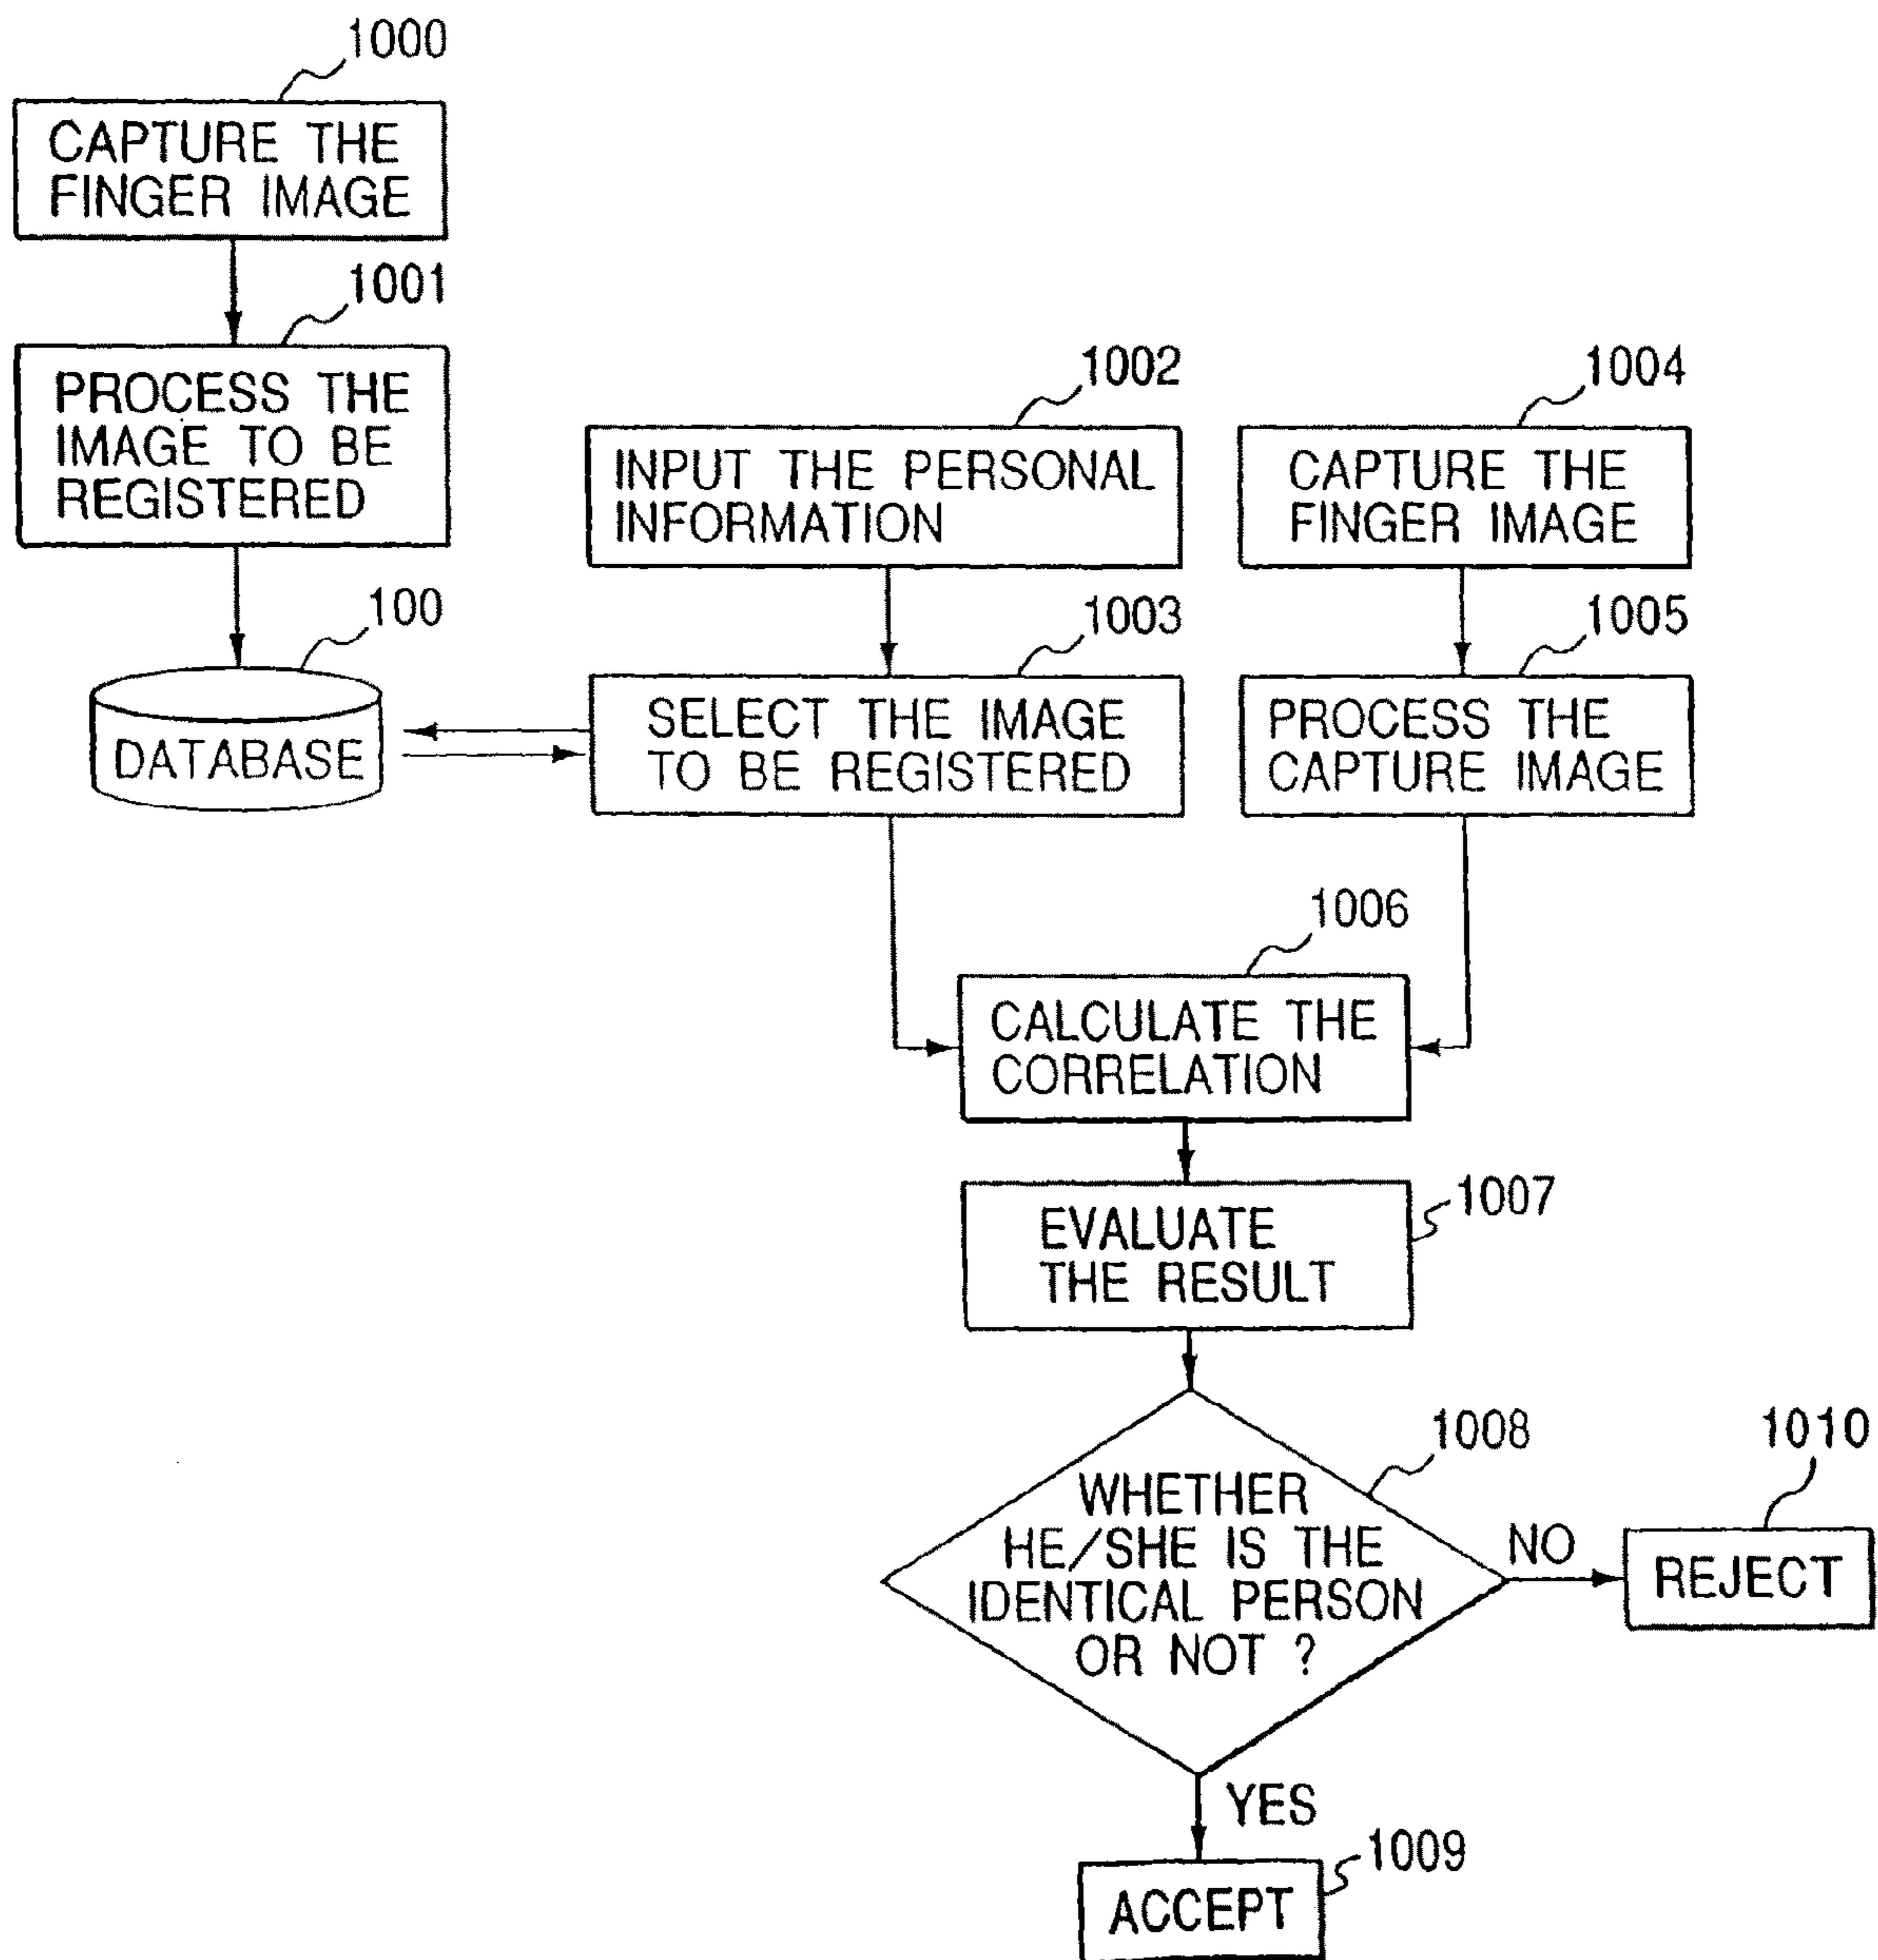 1000
CAPTURE THE
FINGER IMAGE
1001
PROCESS THE
IMAGE TO BE
REGISTERED
100
DATABASE
1002
INPUT THE PERSONAL
INFORMATION
1003
SELECT THE IMAGE
TO BE REGISTERED
1004
CAPTURE THE
FINGER IMAGE
1005
PROCESS THE
CAPTURE IMAGE
1006
CALCULATE THE
CORRELATION
1007
EVALUATE
THE RESULT
1008
WHETHER
HE/SHE IS THE
IDENTICAL PERSON
OR NOT ?
NO
1010
REJECT
YES
1009
ACCEPT